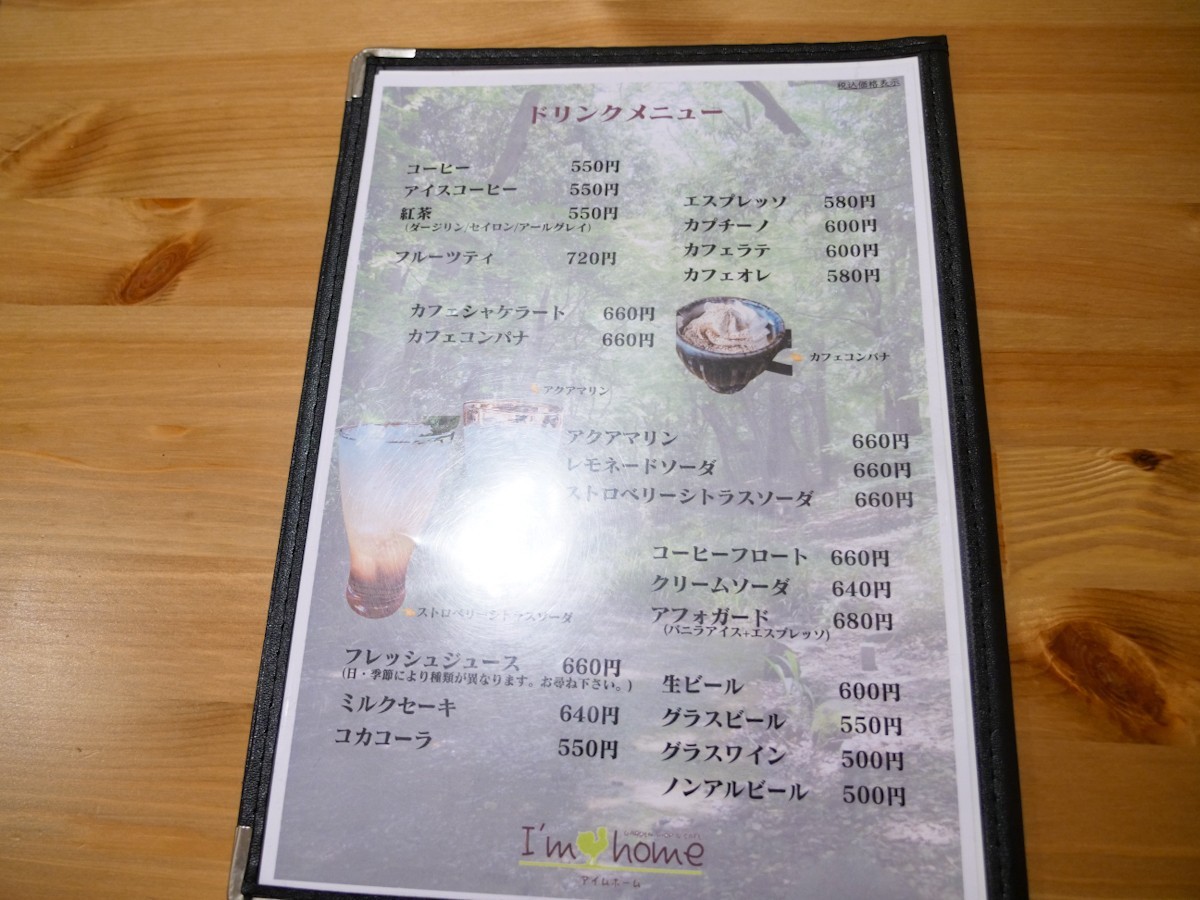 税込価格表示
ドリンクメニュー
コーヒー 550円
アイスコーヒー 550円
紅茶 550円
(ダージリン/セイロン/アールグレイ)
フルーツティ 720円
エスプレッソ 580円
カプチーノ 600円
カフェラテ 600円
カフェオレ 580円
カフェシャケラート 660円
カフェコンパナ 660円
カフェコンパナ
アクアマリン
アクアマリン 660円
レモネードソーダ 660円
ストロベリーシトラスソーダ 660円
コーヒーフロート 660円
クリームソーダ 640円
アフォガード 680円
(バニラアイス+エスプレッソ)
ストロベリーシトラスソーダ
フレッシュジュース 660円
(日・季節により種類が異なります。お尋ね下さい。)
ミルクセーキ 640円
コカコーラ 550円
生ビール 600円
グラスビール 550円
グラスワイン 500円
ノンアルビール 500円
I'm home
アイムホーム